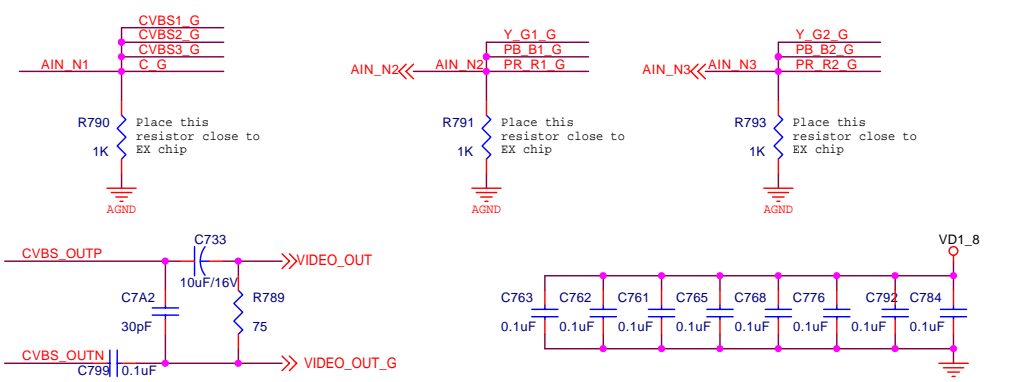 CVBS1_G
CVBS2_G
CVBS3_G
AIN_N1 C_G
R790 Place this
resistor close to
1K EX chip
AGND
Y_G1_G
PB_B1_G
AIN_N2 AIN_N2 PR_R1_G
R791 Place this
resistor close to
1K EX chip
AGND
Y_G2_G
PB_B2_G
AIN_N3 AIN_N3 PR_R2_G
R793 Place this
resistor close to
1K EX chip
AGND
CVBS_OUTP C733 VIDEO_OUT
10uF/16V
C7A2 R789
30pF 75
CVBS_OUTN VIDEO_OUT_G
C799 0.1uF
VD1_8
C763 C762 C761 C765 C768 C776 C792 C784
0.1uF 0.1uF 0.1uF 0.1uF 0.1uF 0.1uF 0.1uF 0.1uF